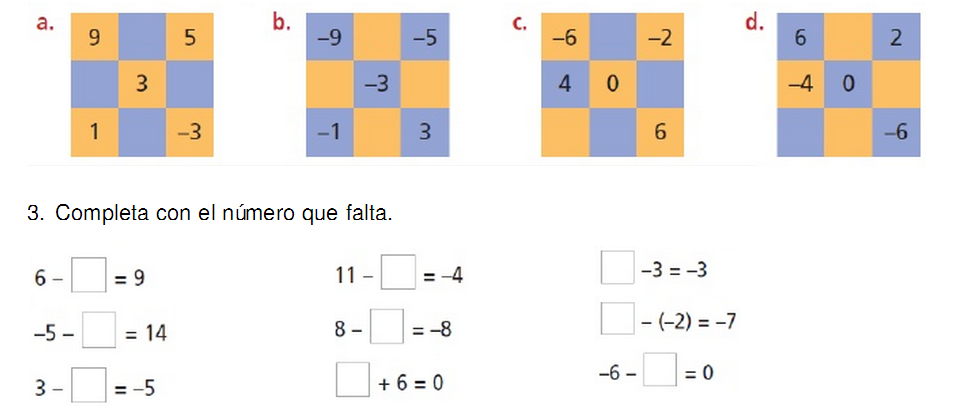 a. b. c. d.
9 5 –9 –5 –6 –2 6 2
3 –3 4 0 –4 0
1 –3 –1 3 6 –6
3. Completa con el número que falta.
6 – = 9 11 – = –4 –3 = –3
–5 – = 14 8 – = –8 – (–2) = –7
3 – = –5 + 6 = 0 –6 – = 0